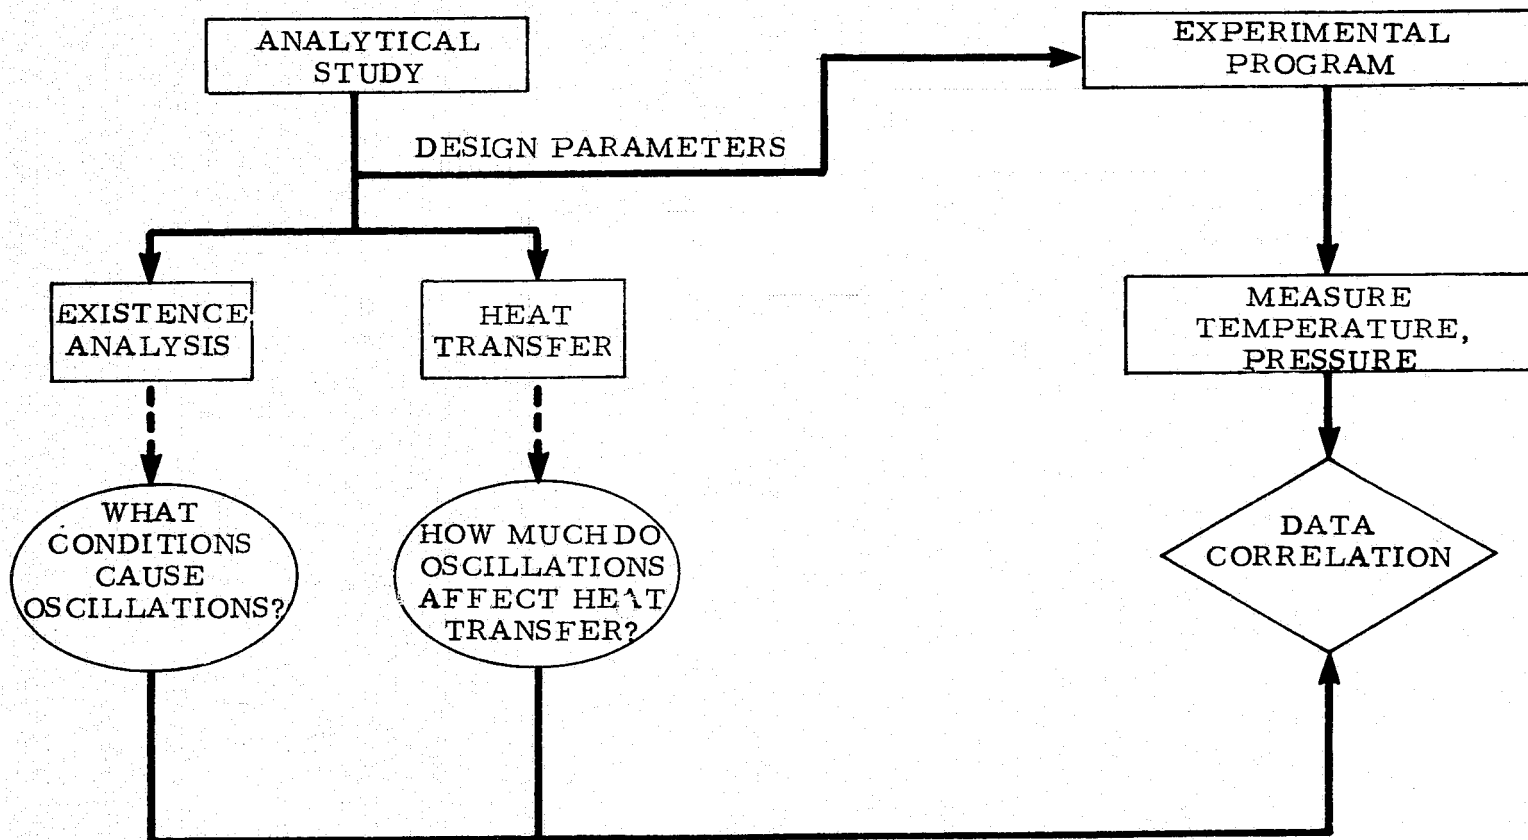 ANALYTICAL
STUDY
EXPERIMENTAL
PROGRAM
DESIGN PARAMETERS
EXISTENCE
ANALYSIS
HEAT
TRANSFER
MEASURE
TEMPERATURE,
PRESSURE
WHAT
CONDITIONS
CAUSE
OSCILLATIONS?
HOW MUCH DO
OSCILLATIONS
AFFECT HEAT
TRANSFER?
DATA
CORRELATION